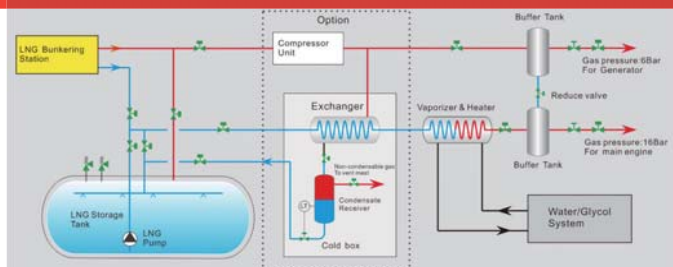 Option
Buffer Tank
LNG Bunkering
Station
Compressor
Unit
Gas pressure:6Bar
For Generator
Exchanger
Vaporizer & Heater
Reduce valve
Non-condensable gas
To vent mast
Gas pressure:16Bar
For main engine
Buffer Tank
LNG Storage
Tank
LNG
Pump
LT
Condensate
Receiver
Cold box
Water/Glycol
System